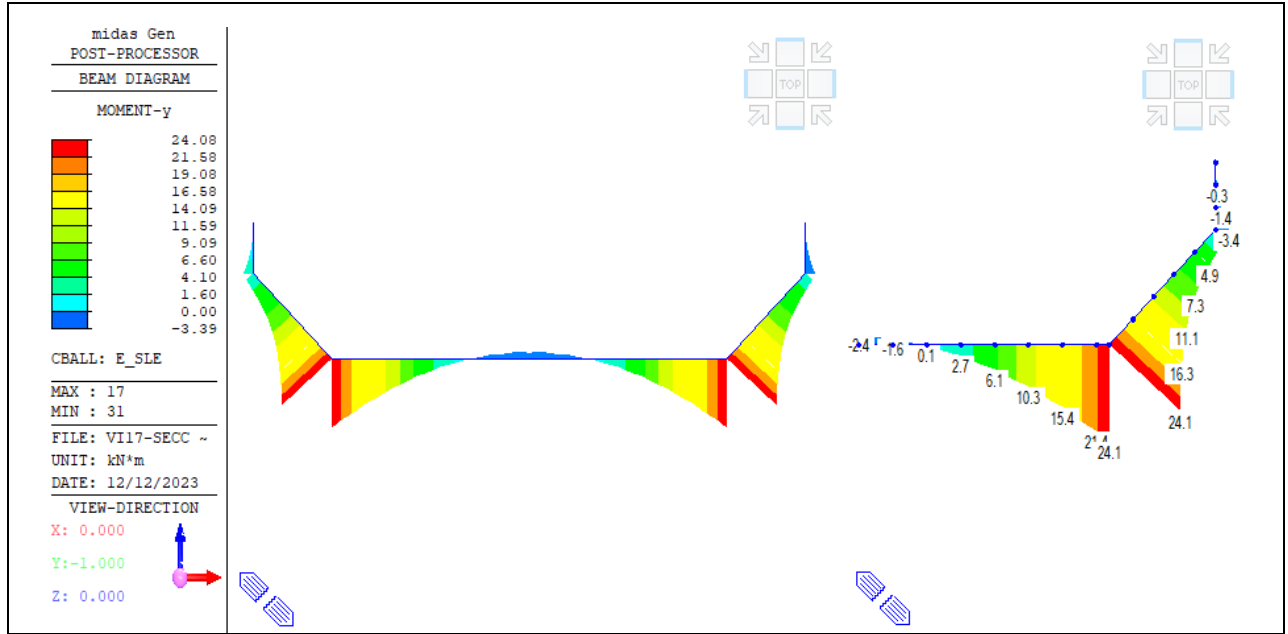 midas Gen
POST-PROCESSOR
BEAM DIAGRAM
MOMENT-y
24.08
21.58
19.08
16.58
14.09
11.59
9.09
6.60
4.10
1.60
0.00
-3.39
CBALL: E_SLE
MAX : 17
MIN : 31
FILE: VI17-SECC ~
UNIT: kN*m
DATE: 12/12/2023
VIEW-DIRECTION
X: 0.000
Y:-1.000
Z: 0.000
TOP
TOP
-0.3
-1.4
-3.4
4.9
7.3
11.1
16.3
24.1
-2.4
-1.6
0.1
2.7
6.1
10.3
15.4
24.1